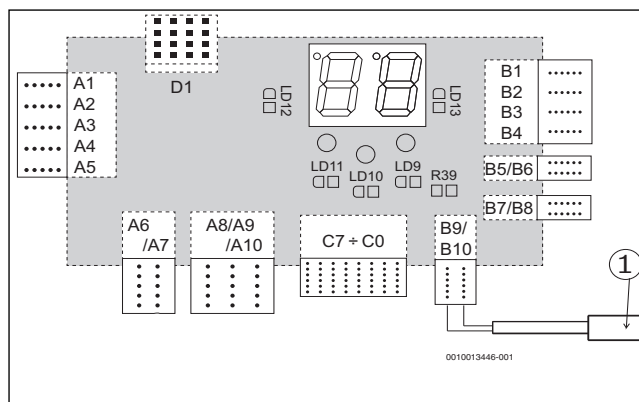 D1
A1
A2
A3
A4
A5
LD12
LD13
B1
B2
B3
B4
LD11
LD10
LD9
R39
B5/B6
B7/B8
A6
/A7
A8/A9
/A10
C7 ÷ C0
B9/
B10
1
0010013446-001